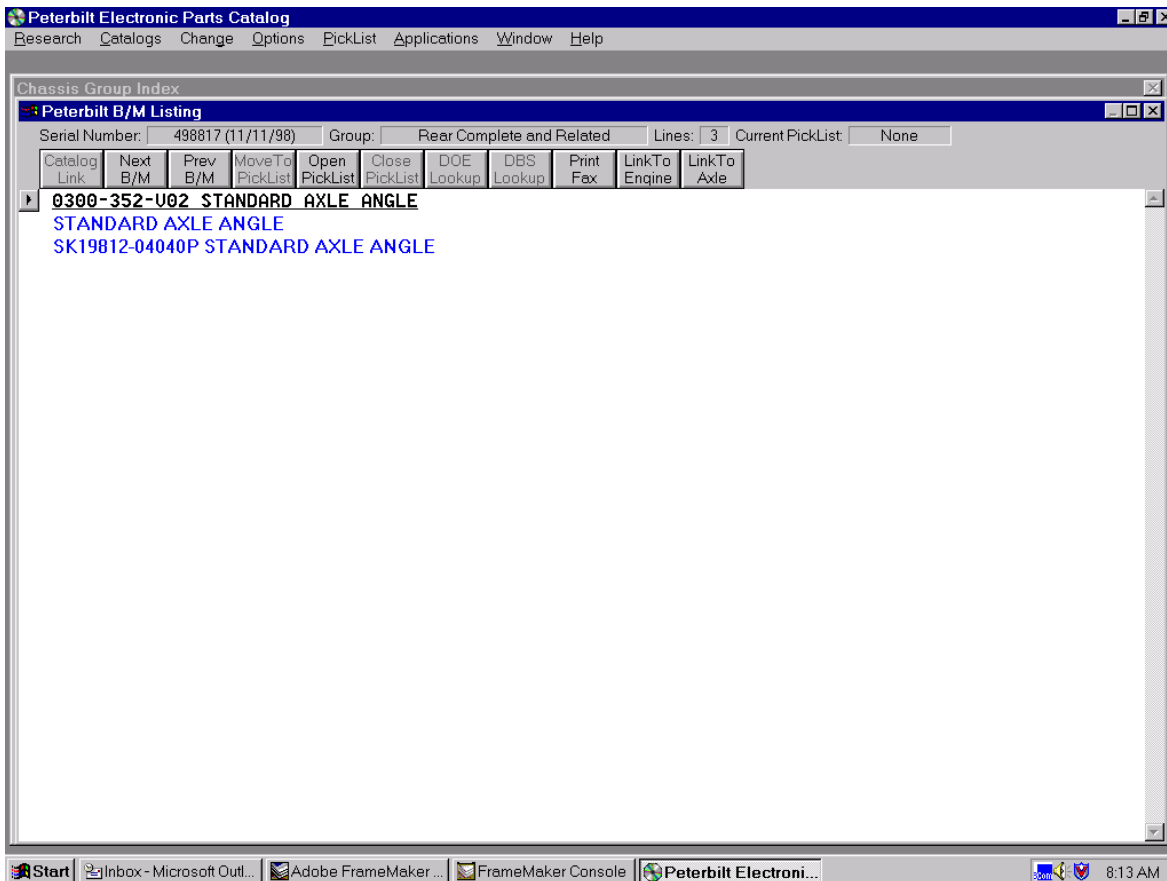 Peterbilt Electronic Parts Catalog
Research Catalogs Change Options PickList Applications Window Help
Chassis Group Index
Peterbilt B/M Listing
Serial Number: 498817 (11/11/98) Group: Rear Complete and Related Lines: 3 Current PickList: None
Catalog Next Prev MoveTo Open Close DOE DBS Print LinkTo LinkTo
Link B/M B/M PickList PickList PickList Lookup Lookup Fax Engine Axle
0300-352-V02 STANDARD AXLE ANGLE
STANDARD AXLE ANGLE
SK19812-04040P STANDARD AXLE ANGLE
Start Inbox - Microsoft Outl... Adobe FrameMaker ... FrameMaker Console Peterbilt Electroni... 3com 8:13 AM